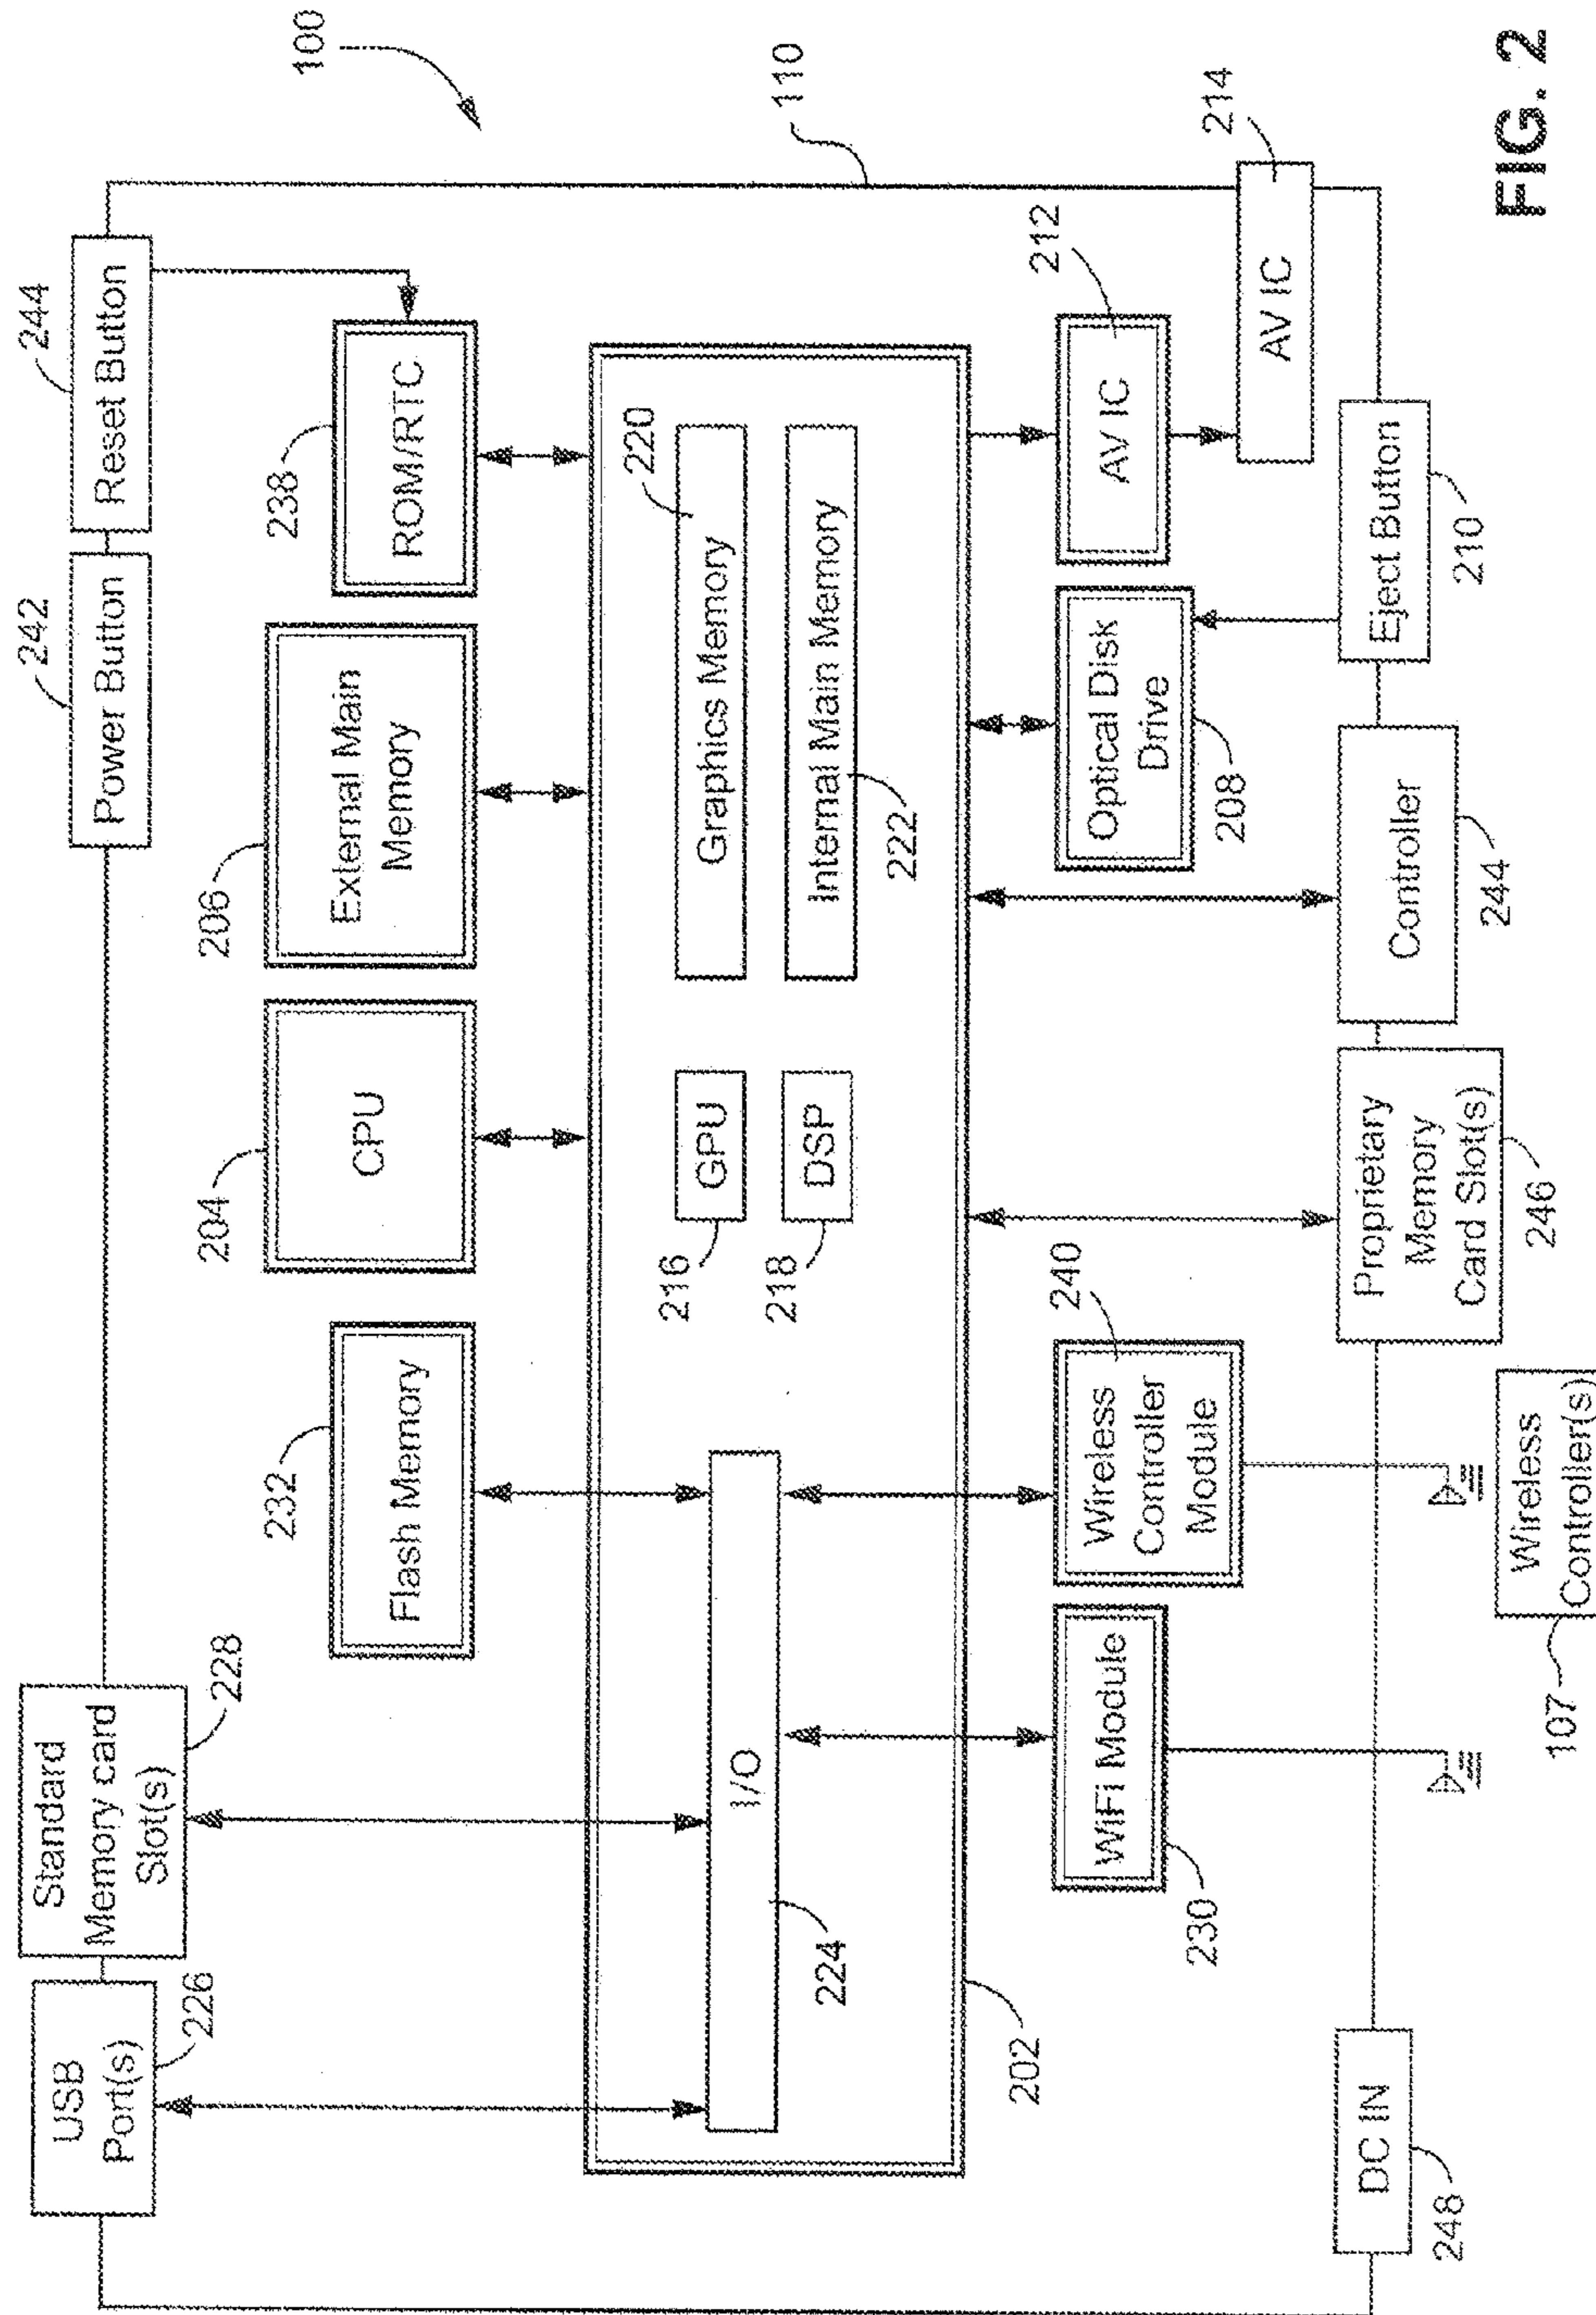 100
110
244
Reset Button
242
Power Button
238
ROM/RTC
206
External Main
Memory
204
CPU
232
Flash Memory
Standard
Memory card
Slot(s)
228
USB
Port(s)
226
220
Graphics Memory
Internal Main Memory
222
GPU
216
DSP
218
I/O
224
202
212
AV IC
214
AV IC
Optical Disk
Drive
208
Eject Button
210
Controller
244
Proprietary
Memory
Card Slot(s)
246
240
Wireless
Controller
Module
WiFi Module
230
Wireless
Controller(s)
107
DC IN
248
FIG. 2